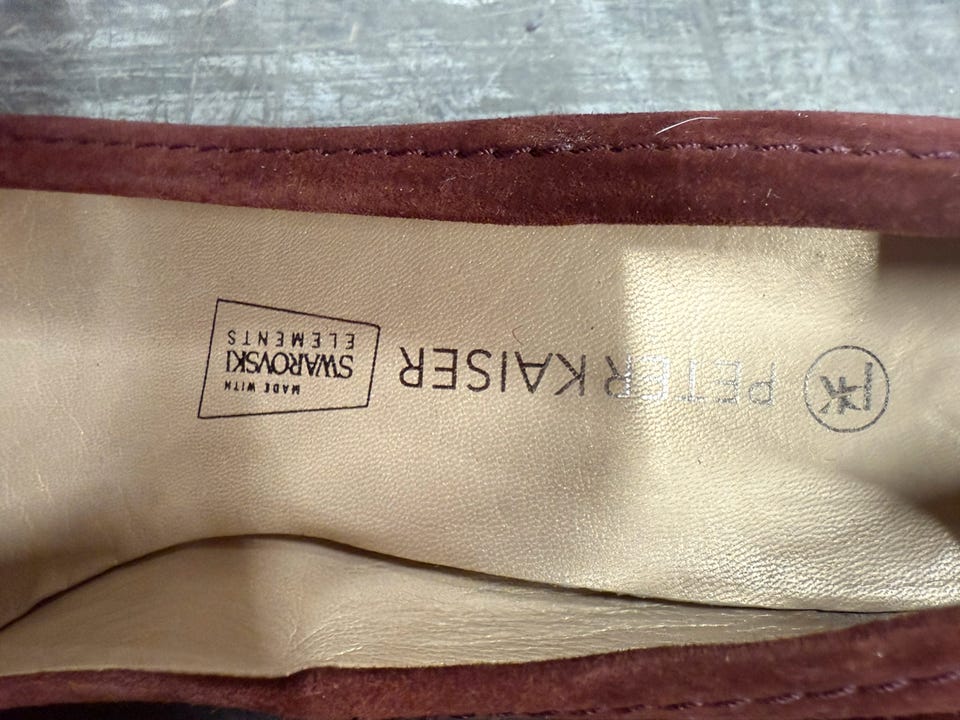 PK PETER KAISER
MADE WITH
SWAROVSKI
ELEMENTS